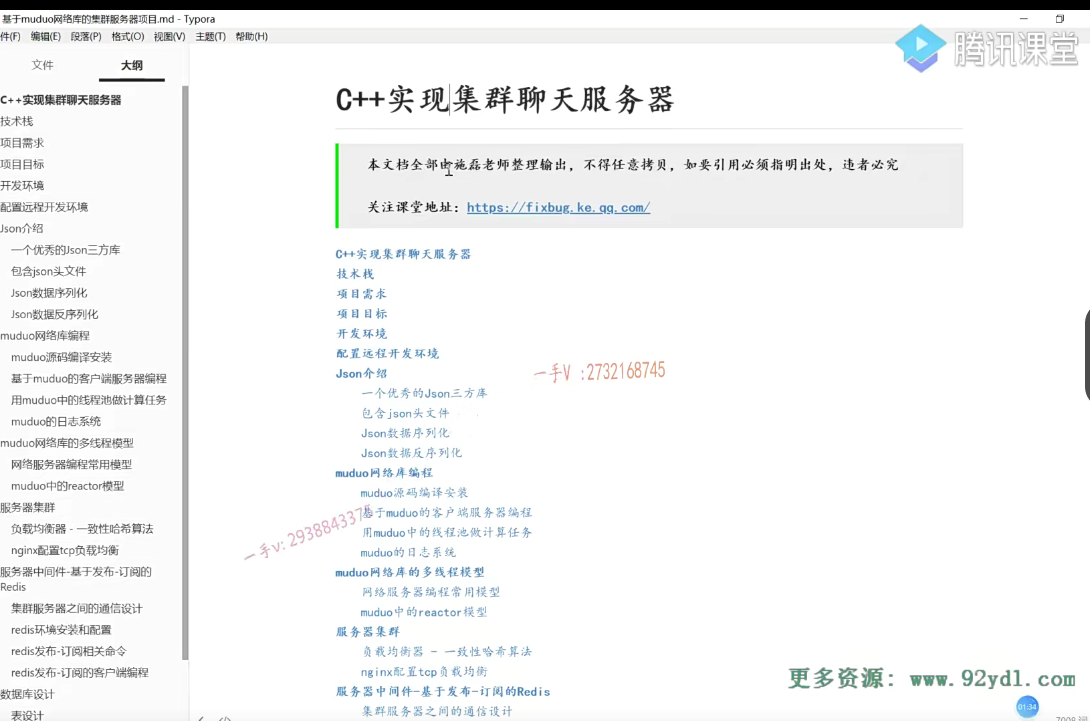 基于muduo网络库的集群服务器项目.md - Typora
件(F) 编辑(E) 段落(P) 格式(O) 视图(V) 主题(T) 帮助(H)
腾讯课堂
文件 大纲
C++实现集群聊天服务器
技术栈
项目需求
项目目标
开发环境
配置远程开发环境
Json介绍
一个优秀的Json三方库
包含json头文件
Json数据序列化
Json数据反序列化
muduo网络库编程
muduo源码编译安装
基于muduo的客户端服务器编程
用muduo中的线程池做计算任务
muduo的日志系统
muduo网络库的多线程模型
网络服务器编程常用模型
muduo中的reactor模型
服务器集群
负载均衡器 - 一致性哈希算法
nginx配置tcp负载均衡
服务器中间件-基于发布-订阅的
Redis
集群服务器之间的通信设计
redis环境安装和配置
redis发布-订阅相关命令
redis发布-订阅的客户端编程
数据库设计
表设计
C++实现集群聊天服务器
本文档全部由施磊老师整理输出，不得任意拷贝，如要引用必须指明出处，违者必究
关注课堂地址：https://fixbug.ke.qq.com/
C++实现集群聊天服务器
技术栈
项目需求
项目目标
开发环境
配置远程开发环境
Json介绍
一个优秀的Json三方库
包含json头文件
Json数据序列化
Json数据反序列化
muduo网络库编程
muduo源码编译安装
基于muduo的客户端服务器编程
用muduo中的线程池做计算任务
muduo的日志系统
muduo网络库的多线程模型
网络服务器编程常用模型
muduo中的reactor模型
服务器集群
负载均衡器 - 一致性哈希算法
nginx配置tcp负载均衡
服务器中间件-基于发布-订阅的Redis
集群服务器之间的通信设计
一手V :2732168745
一手v: 2938843375
更多资源: www.92ydl.com
01:34